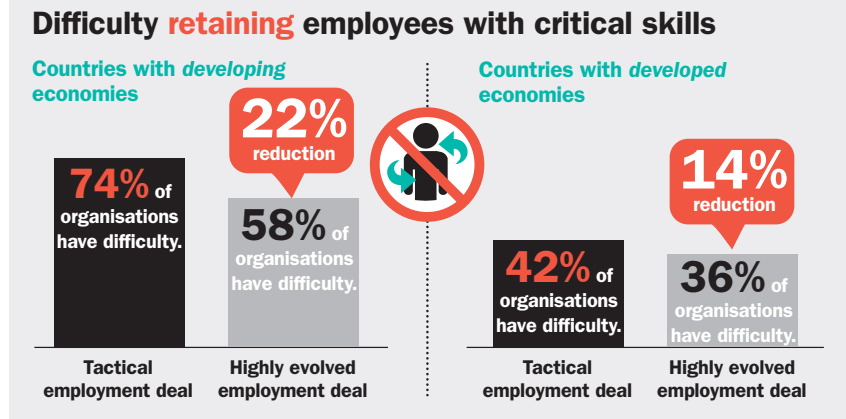 Difficulty retaining employees with critical skills
Countries with developing
economies
22%
reduction
74% of
organisations
have difficulty.
58% of
organisations
have difficulty.
Tactical
employment deal
Highly evolved
employment deal
Countries with developed
economies
14%
reduction
42% of
organisations
have difficulty.
36% of
organisations
have difficulty.
Tactical
employment deal
Highly evolved
employment deal